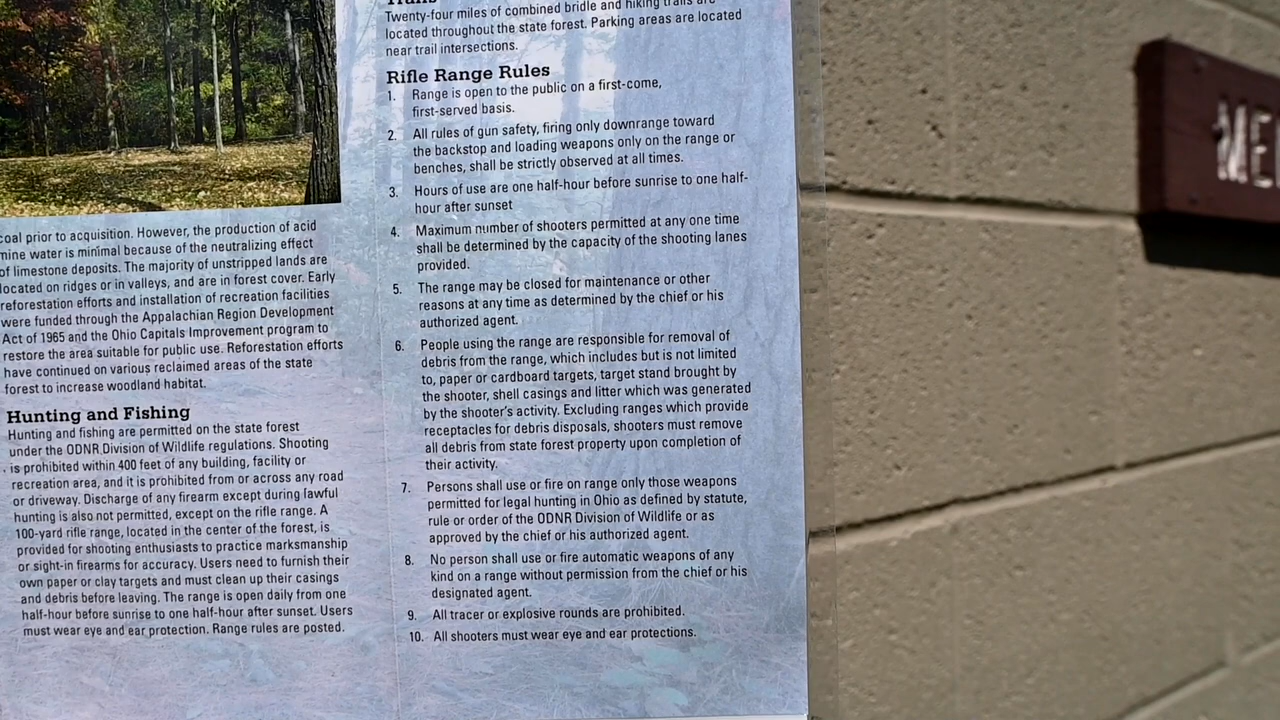 coal prior to acquisition. However, the production of acid
mine water is minimal because of the neutralizing effect
of limestone deposits. The majority of unstripped lands are
located on ridges or in valleys, and are in forest cover. Early
reforestation efforts and installation of recreation facilities
were funded through the Appalachian Region Development
Act of 1965 and the Ohio Capitals Improvement program to
restore the area suitable for public use. Reforestation efforts
have continued on various reclaimed areas of the state
forest to increase woodland habitat.
Hunting and Fishing
Hunting and fishing are permitted on the state forest
under the ODNR Division of Wildlife regulations. Shooting
is prohibited within 400 feet of any building, facility or
recreation area, and it is prohibited from or across any road
or driveway. Discharge of any firearm except during lawful
hunting is also not permitted, except on the rifle range. A
100-yard rifle range, located in the center of the forest, is
provided for shooting enthusiasts to practice marksmanship
or sight-in firearms for accuracy. Users need to furnish their
own paper or clay targets and must clean up their casings
and debris before leaving. The range is open daily from one
half-hour before sunrise to one half-hour after sunset. Users
must wear eye and ear protection. Range rules are posted.
Trails
Twenty-four miles of combined bridle and hiking trails are
located throughout the state forest. Parking areas are located
near trail intersections.
Rifle Range Rules
1. Range is open to the public on a first-come,
first-served basis.
2. All rules of gun safety, firing only downrange toward
the backstop and loading weapons only on the range or
benches, shall be strictly observed at all times.
3. Hours of use are one half-hour before sunrise to one half-
hour after sunset
4. Maximum number of shooters permitted at any one time
shall be determined by the capacity of the shooting lanes
provided.
5. The range may be closed for maintenance or other
reasons at any time as determined by the chief or his
authorized agent.
6. People using the range are responsible for removal of
debris from the range, which includes but is not limited
to, paper or cardboard targets, target stand brought by
the shooter, shell casings and litter which was generated
by the shooter's activity. Excluding ranges which provide
receptacles for debris disposals, shooters must remove
all debris from state forest property upon completion of
their activity.
7. Persons shall use or fire on range only those weapons
permitted for legal hunting in Ohio as defined by statute,
rule or order of the ODNR Division of Wildlife or as
approved by the chief or his authorized agent.
8. No person shall use or fire automatic weapons of any
kind on a range without permission from the chief or his
designated agent.
9. All tracer or explosive rounds are prohibited.
10. All shooters must wear eye and ear protections.